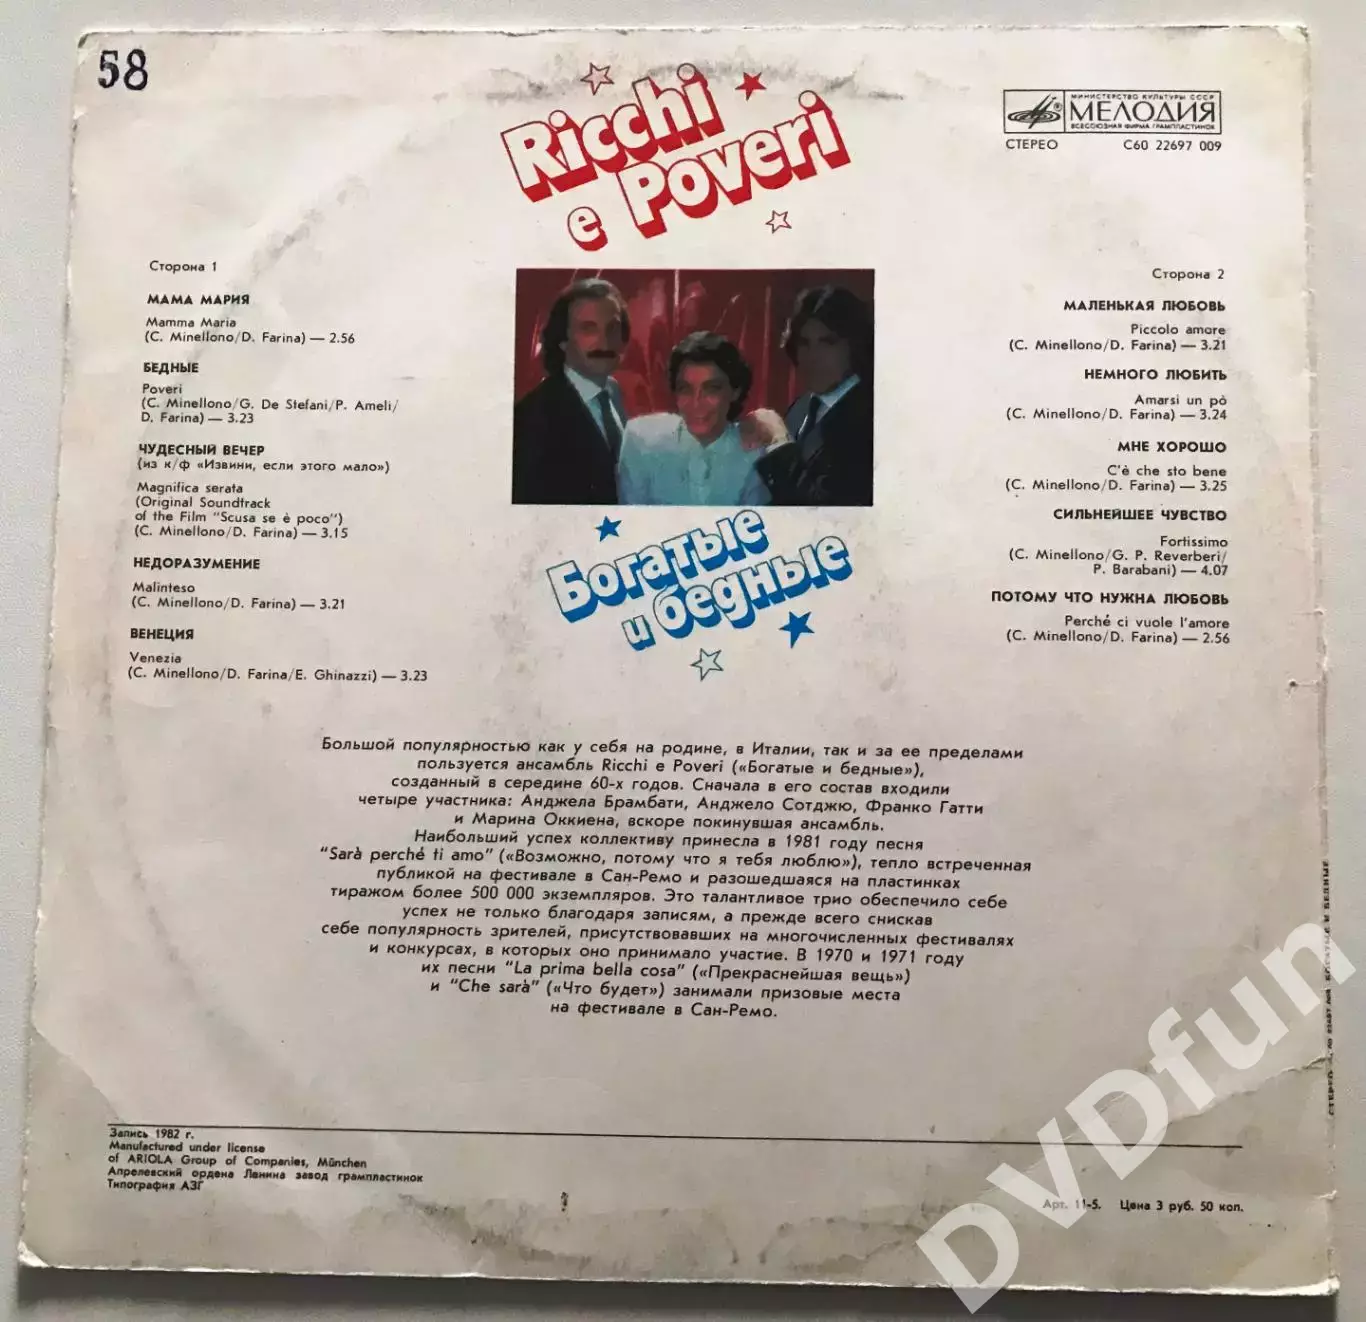 58
Ricchi
e Poveri
МИНИСТЕРСТВО КУЛЬТУРЫ СССР
МЕЛОДИЯ
ВСЕСОЮЗНАЯ ФИРМА ГРАМПЛАСТИНОК
СТЕРЕО С60 22697 009
Сторона 1
МАМА МАРИЯ
Mamma Maria
(C. Minellono/D. Farina) — 2.56
БЕДНЫЕ
Poveri
(C. Minellono/G. De Stefani/P. Ameli/
D. Farina) — 3.23
ЧУДЕСНЫЙ ВЕЧЕР
(из к/ф «Извини, если этого мало»)
Magnifica serata
(Original Soundtrack
of the Film "Scusa se è poco")
(C. Minellono/D. Farina) — 3.15
НЕДОРАЗУМЕНИЕ
Malinteso
(C. Minellono/D. Farina) — 3.21
ВЕНЕЦИЯ
Venezia
(C. Minellono/D. Farina/E. Ghinazzi) — 3.23
Богатые
и бедные
Сторона 2
МАЛЕНЬКАЯ ЛЮБОВЬ
Piccolo amore
(C. Minellono/D. Farina) — 3.21
НЕМНОГО ЛЮБИТЬ
Amarsi un pò
(C. Minellono/D. Farina) — 3.24
МНЕ ХОРОШО
C'è che sto bene
(C. Minellono/D. Farina) — 3.25
СИЛЬНЕЙШЕЕ ЧУВСТВО
Fortissimo
(C. Minellono/G. P. Reverberi/
P. Barabani) — 4.07
ПОТОМУ ЧТО НУЖНА ЛЮБОВЬ
Perché ci vuole l'amore
(C. Minellono/D. Farina) — 2.56
Большой популярностью как у себя на родине, в Италии, так и за ее пределами
пользуется ансамбль Ricchi e Poveri («Богатые и бедные»),
созданный в середине 60-х годов. Сначала в его состав входили
четыре участника: Анджела Брамбати, Анджело Сотджю, Франко Гатти
и Марина Оккиена, вскоре покинувшая ансамбль.
Наибольший успех коллективу принесла в 1981 году песня
"Sarà perché ti amo" («Возможно, потому что я тебя люблю»), тепло встреченная
публикой на фестивале в Сан-Ремо и разошедшаяся на пластинках
тиражом более 500 000 экземпляров. Это талантливое трио обеспечило себе
успех не только благодаря записям, а прежде всего снискав
себе популярность зрителей, присутствовавших на многочисленных фестивалях
и конкурсах, в которых оно принимало участие. В 1970 и 1971 году
их песни "La prima bella cosa" («Прекраснейшая вещь»)
и "Che sarà" («Что будет») занимали призовые места
на фестивале в Сан-Ремо.
Запись 1982 г.
Manufactured under license
of ARIOLA Group of Companies, München
Апрелевский ордена Ленина завод грампластинок
Типография АЗГ
Арт. 11-5. Цена 3 руб. 50 коп.
БОГАТЫЕ И БЕДНЫЕ
DVDfun